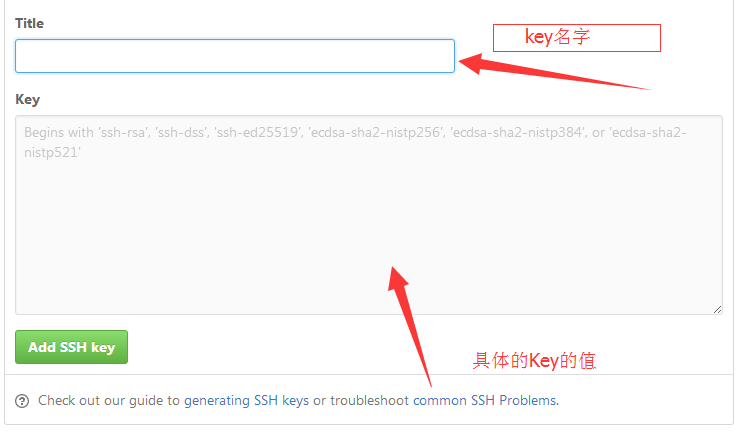 Title
key名字
Key
Begins with 'ssh-rsa', 'ssh-dss', 'ssh-ed25519', 'ecdsa-sha2-nistp256', 'ecdsa-sha2-nistp384', or 'ecdsa-sha2-
nistp521'
Add SSH key
具体的Key的值
Check out our guide to generating SSH keys or troubleshoot common SSH Problems.